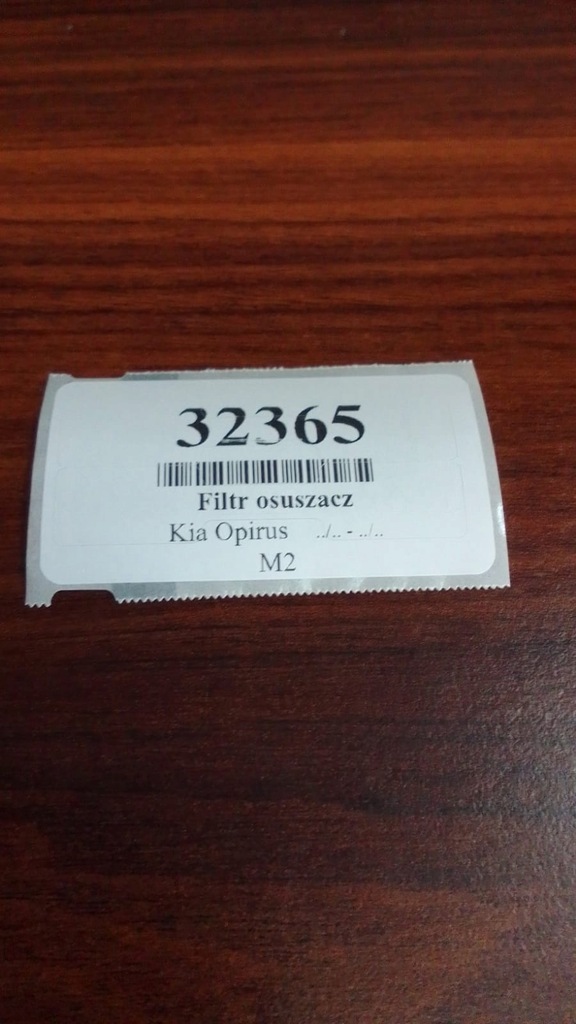 32365
Filtr osuszacz
Kia Opirus ../.. - ../..
M2